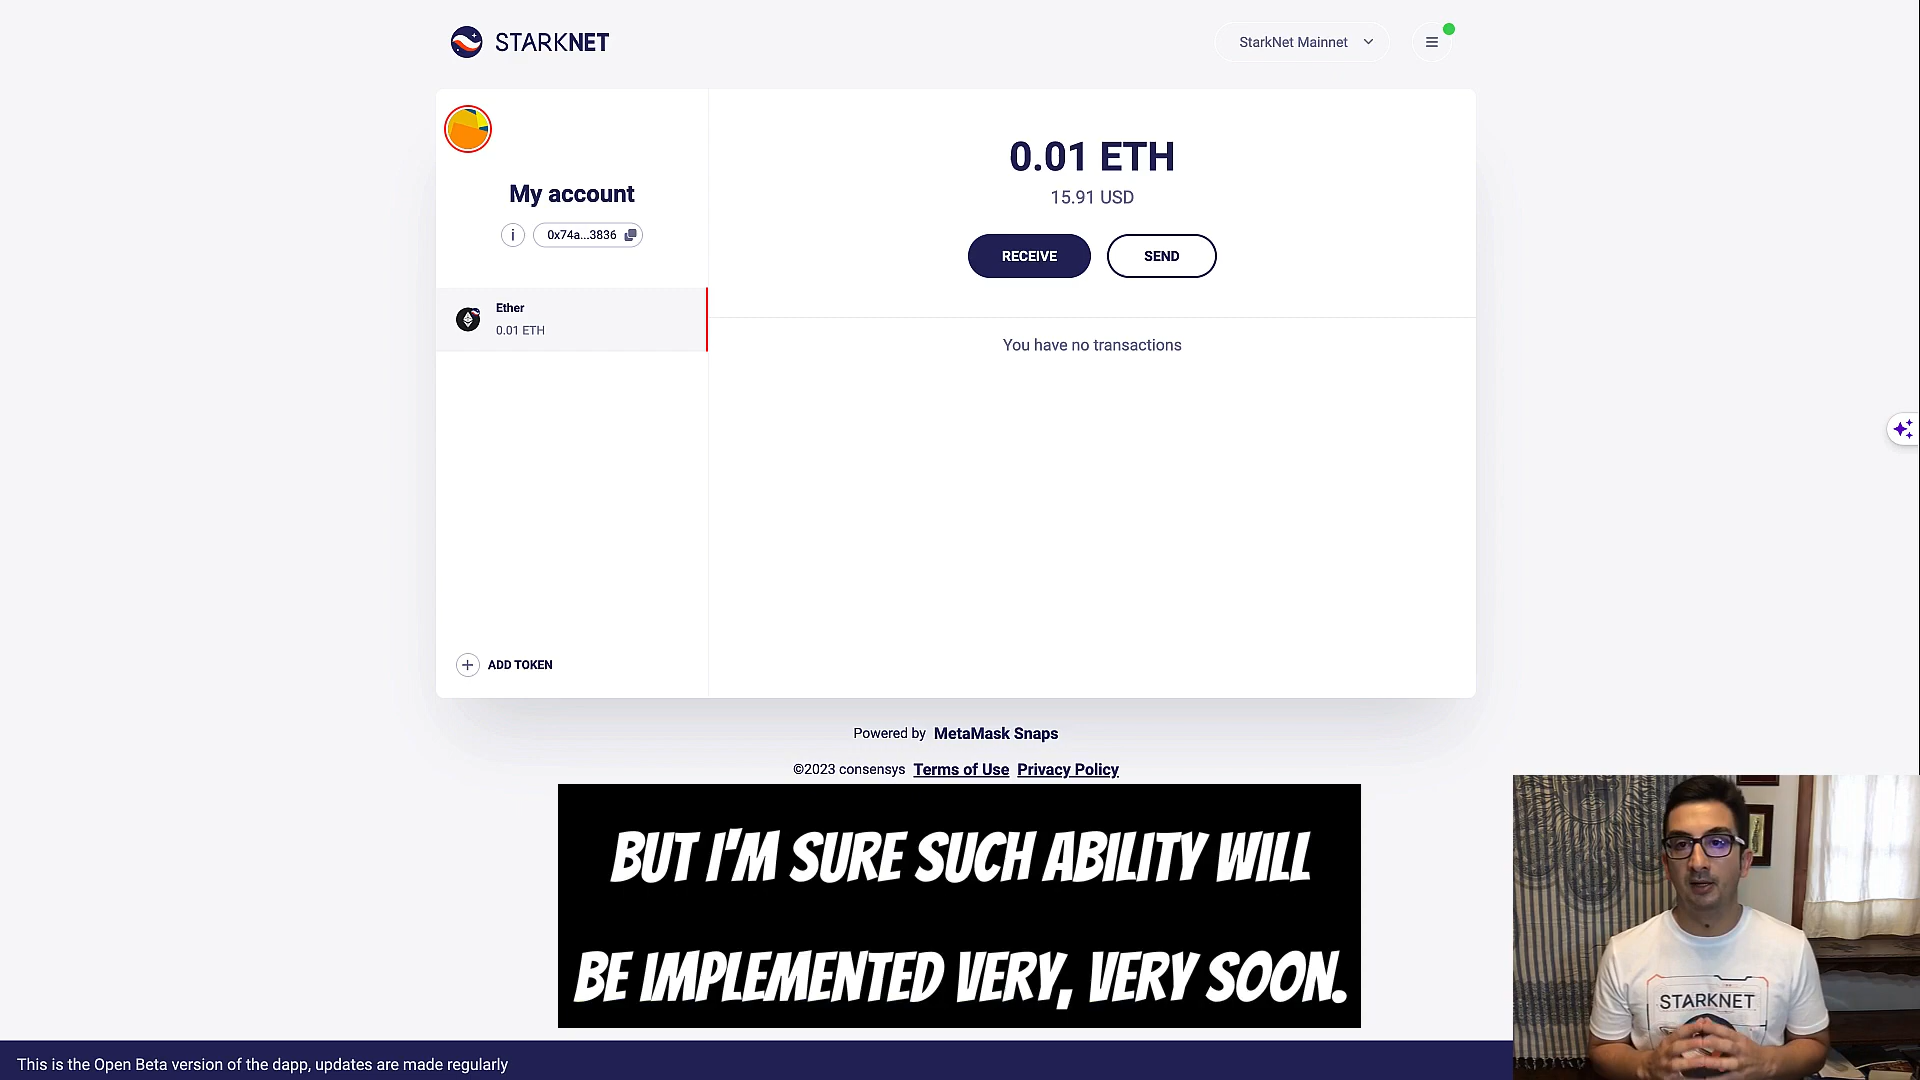 STARKNET
StarkNet Mainnet
My account
0x74a...3836
0.01 ETH
15.91 USD
RECEIVE
SEND
Ether
0.01 ETH
You have no transactions
ADD TOKEN
Powered by MetaMask Snaps
©2023 consensys Terms of Use Privacy Policy
BUT I'M SURE SUCH ABILITY WILL
BE IMPLEMENTED VERY, VERY SOON.
STARKNET
This is the Open Beta version of the dapp, updates are made regularly